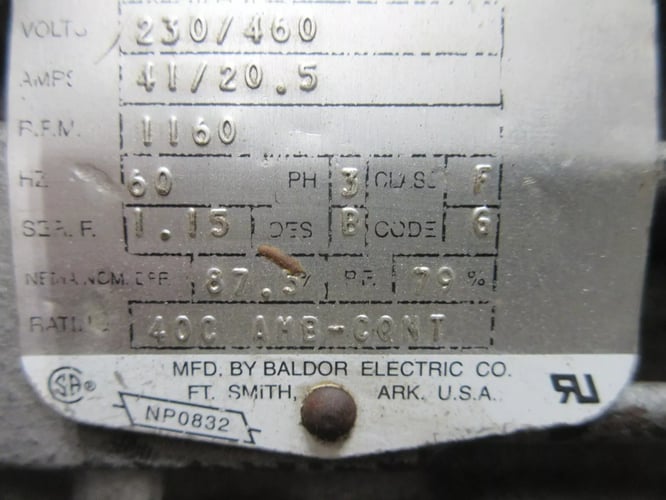 VOLTS 230/460
AMPS 41/20.5
R.P.M. 1160
HZ 60 PH 3 CLASS F
SER. F. 1.15 DES B CODE G
NEMA NOM. EFF. 87.5% P.F. 79%
RATING 40C AMB-CONT
MFD. BY BALDOR ELECTRIC CO.
FT. SMITH, ARK. U.S.A.
NP0832